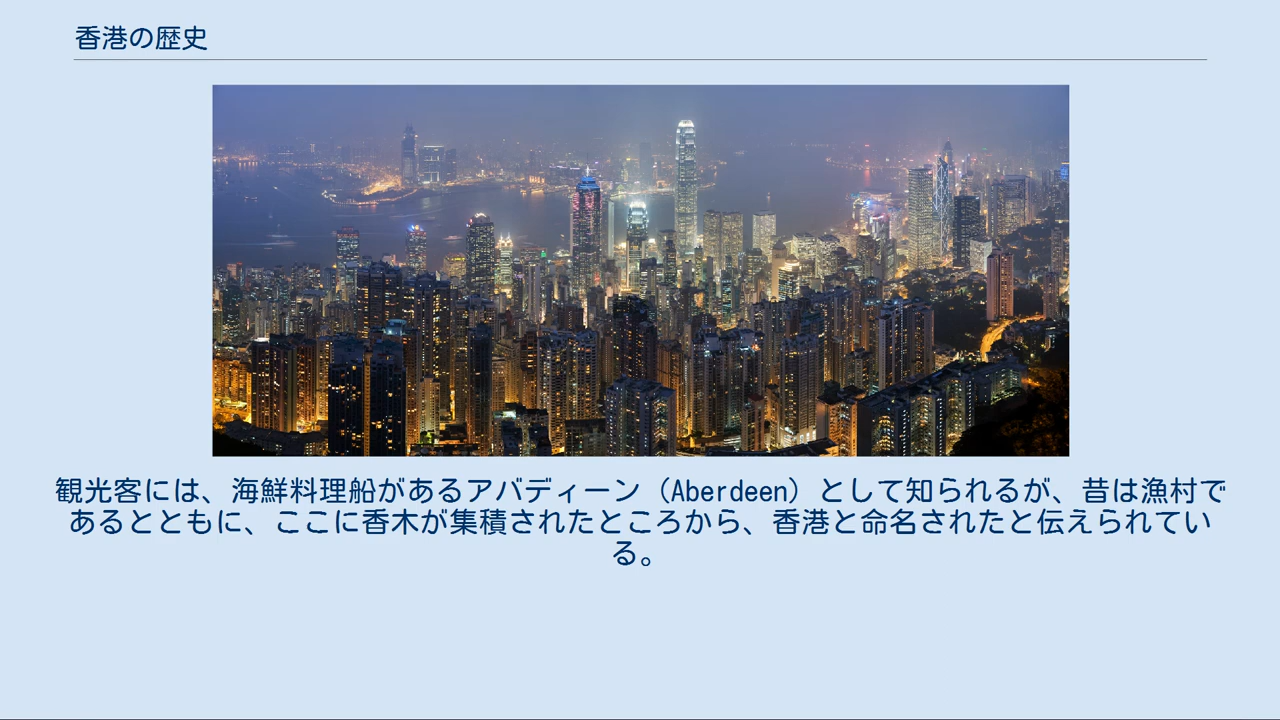 香港の歴史
観光客には、海鮮料理船があるアバディーン（Aberdeen）として知られるが、昔は漁村で
あるとともに、ここに香木が集積されたところから、香港と命名されたと伝えられてい
る。